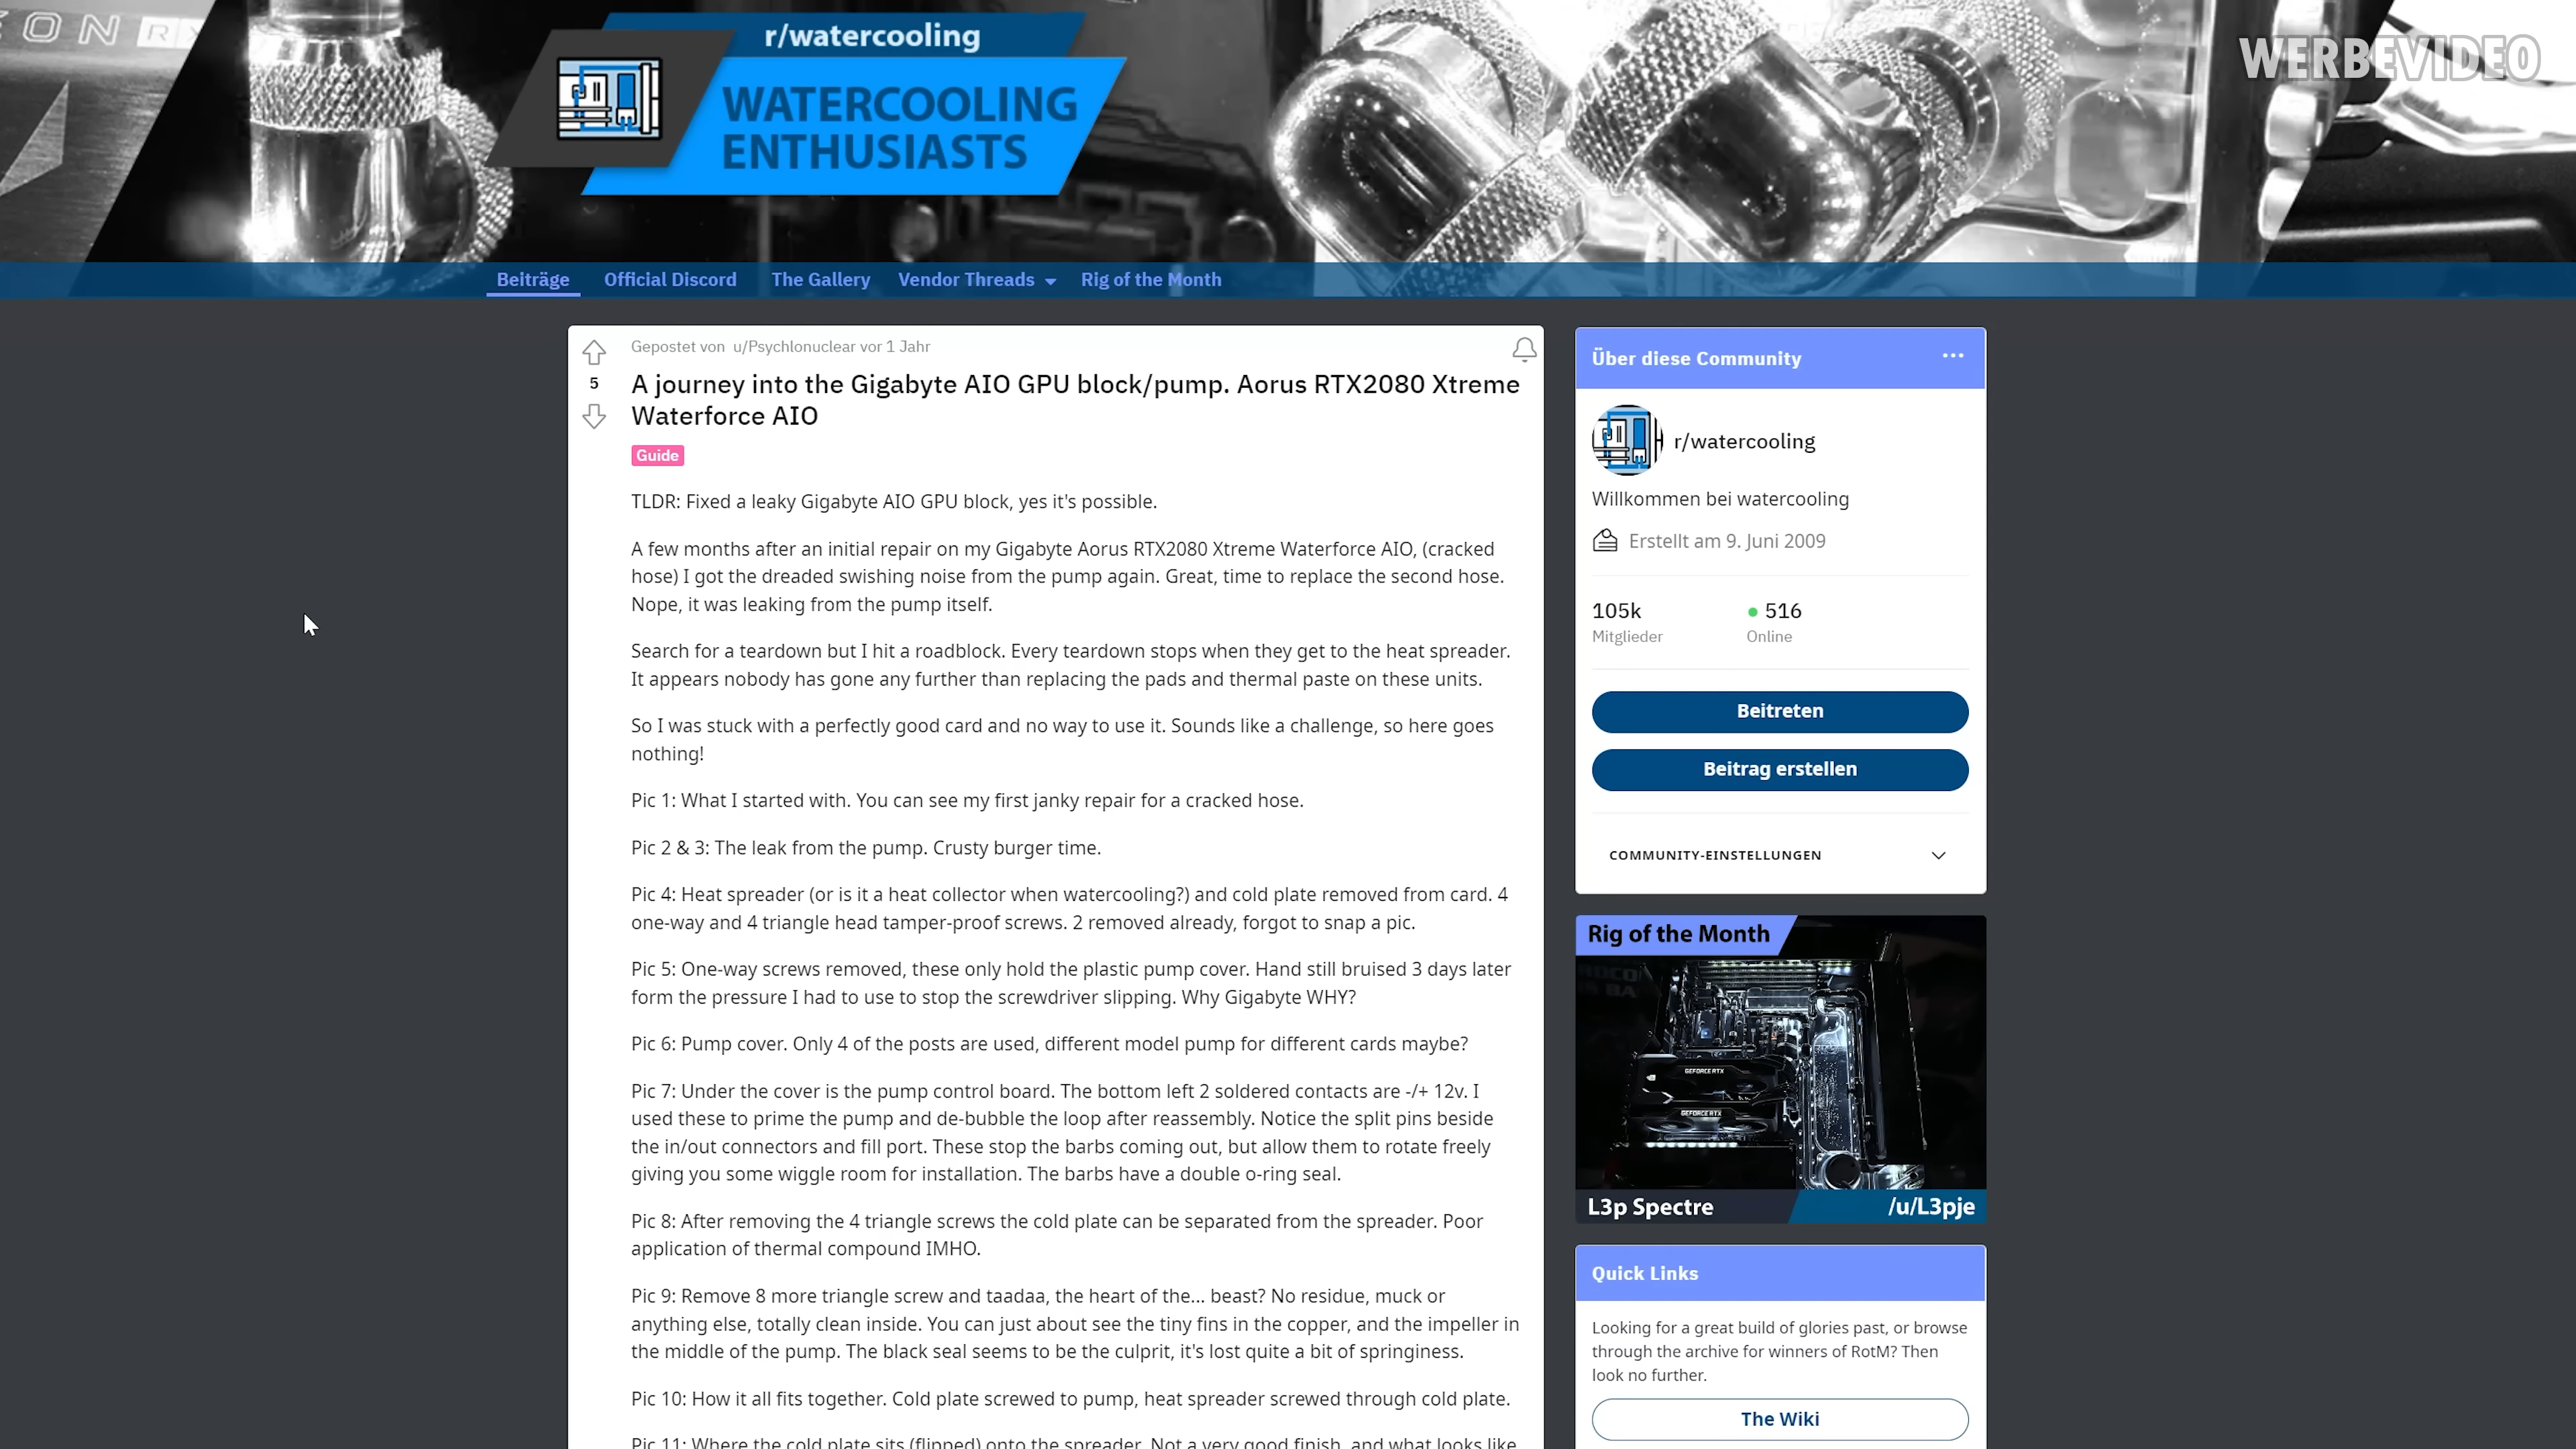 r/watercooling
WATERCOOLING
ENTHUSIASTS
WERBEVIDEO
Beiträge Official Discord The Gallery Vendor Threads Rig of the Month
5
Gepostet von u/Psychlonuclear vor 1 Jahr
A journey into the Gigabyte AIO GPU block/pump. Aorus RTX2080 Xtreme
Waterforce AIO
Guide
TLDR: Fixed a leaky Gigabyte AIO GPU block, yes it's possible.
A few months after an initial repair on my Gigabyte Aorus RTX2080 Xtreme Waterforce AIO, (cracked
hose) I got the dreaded swishing noise from the pump again. Great, time to replace the second hose.
Nope, it was leaking from the pump itself.
Search for a teardown but I hit a roadblock. Every teardown stops when they get to the heat spreader.
It appears nobody has gone any further than replacing the pads and thermal paste on these units.
So I was stuck with a perfectly good card and no way to use it. Sounds like a challenge, so here goes
nothing!
Pic 1: What I started with. You can see my first janky repair for a cracked hose.
Pic 2 & 3: The leak from the pump. Crusty burger time.
Pic 4: Heat spreader (or is it a heat collector when watercooling?) and cold plate removed from card. 4
one-way and 4 triangle head tamper-proof screws. 2 removed already, forgot to snap a pic.
Pic 5: One-way screws removed, these only hold the plastic pump cover. Hand still bruised 3 days later
form the pressure I had to use to stop the screwdriver slipping. Why Gigabyte WHY?
Pic 6: Pump cover. Only 4 of the posts are used, different model pump for different cards maybe?
Pic 7: Under the cover is the pump control board. The bottom left 2 soldered contacts are -/+ 12v. I
used these to prime the pump and de-bubble the loop after reassembly. Notice the split pins beside
the in/out connectors and fill port. These stop the barbs coming out, but allow them to rotate freely
giving you some wiggle room for installation. The barbs have a double o-ring seal.
Pic 8: After removing the 4 triangle screws the cold plate can be separated from the spreader. Poor
application of thermal compound IMHO.
Pic 9: Remove 8 more triangle screw and taadaa, the heart of the... beast? No residue, muck or
anything else, totally clean inside. You can just about see the tiny fins in the copper, and the impeller in
the middle of the pump. The black seal seems to be the culprit, it's lost quite a bit of springiness.
Pic 10: How it all fits together. Cold plate screwed to pump, heat spreader screwed through cold plate.
Pic 11: Where the cold plate sits (flipped) onto the spreader. Not a very good finish, and what looks like
Über diese Community
r/watercooling
Willkommen bei watercooling
Erstellt am 9. Juni 2009
105k 516
Mitglieder Online
Beitreten
Beitrag erstellen
COMMUNITY-EINSTELLUNGEN
Rig of the Month
GEFORCE RTX
GEFORCE RTX
L3p Spectre /u/L3pje
Quick Links
Looking for a great build of glories past, or browse
through the archive for winners of RotM? Then
look no further.
The Wiki